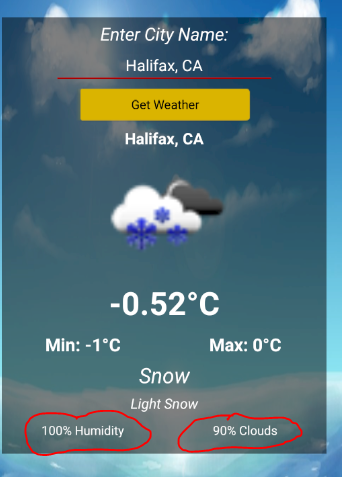 Enter City Name:
Halifax, CA
Get Weather
Halifax, CA
-0.52°C
Min: -1°C Max: 0°C
Snow
Light Snow
100% Humidity 90% Clouds